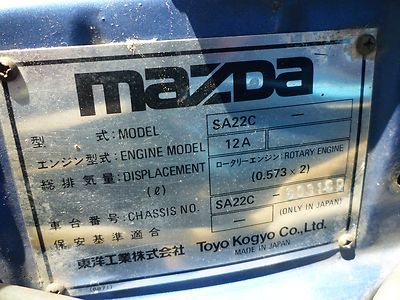 mazda
型 式:MODEL SA22C –
エンジン型式:ENGINE MODEL 12A
総排気量:DISPLACEMENT (ℓ) ロータリーエンジン:ROTARY ENGINE
(0.573 × 2)
車台番号:CHASSIS NO. SA22C –
保安基準適合 – (ONLY IN JAPAN)
東洋工業株式会社 Toyo Kogyo Co., Ltd.
MADE IN JAPAN